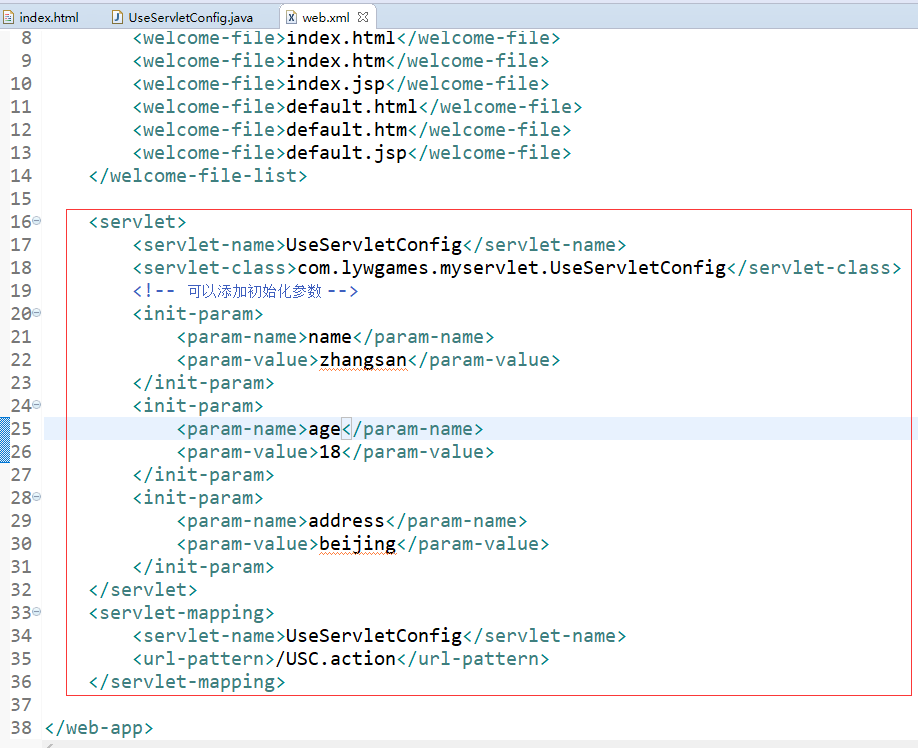 index.html UseServletConfig.java web.xml
8 <welcome-file>index.html</welcome-file>
9 <welcome-file>index.htm</welcome-file>
10 <welcome-file>index.jsp</welcome-file>
11 <welcome-file>default.html</welcome-file>
12 <welcome-file>default.htm</welcome-file>
13 <welcome-file>default.jsp</welcome-file>
14 </welcome-file-list>
15
16 <servlet>
17 <servlet-name>UseServletConfig</servlet-name>
18 <servlet-class>com.lywgames.myservlet.UseServletConfig</servlet-class>
19 <!-- 可以添加初始化参数 -->
20 <init-param>
21 <param-name>name</param-name>
22 <param-value>zhangsan</param-value>
23 </init-param>
24 <init-param>
25 <param-name>age</param-name>
26 <param-value>18</param-value>
27 </init-param>
28 <init-param>
29 <param-name>address</param-name>
30 <param-value>beijing</param-value>
31 </init-param>
32 </servlet>
33 <servlet-mapping>
34 <servlet-name>UseServletConfig</servlet-name>
35 <url-pattern>/USC.action</url-pattern>
36 </servlet-mapping>
37
38 </web-app>